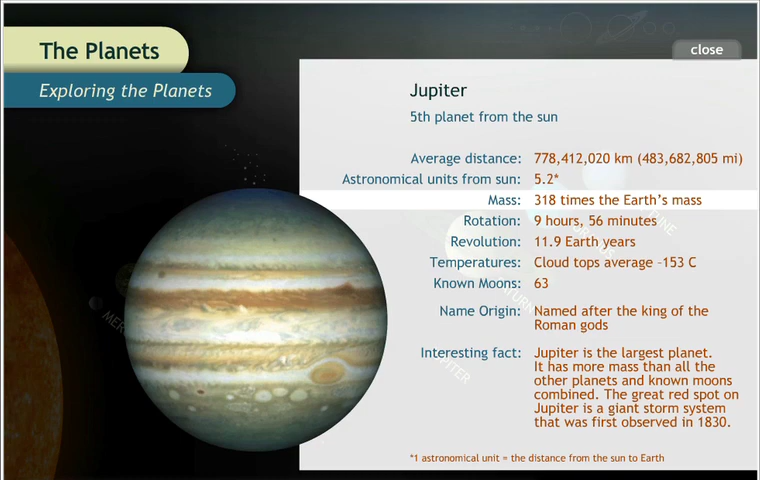 The Planets
Exploring the Planets
close
Jupiter
5th planet from the sun
Average distance: 778,412,020 km (483,682,805 mi)
Astronomical units from sun: 5.2*
Mass: 318 times the Earth's mass
Rotation: 9 hours, 56 minutes
Revolution: 11.9 Earth years
Temperatures: Cloud tops average -153 C
Known Moons: 63
Name Origin: Named after the king of the
Roman gods
Interesting fact: Jupiter is the largest planet.
It has more mass than all the
other planets and known moons
combined. The great red spot on
Jupiter is a giant storm system
that was first observed in 1830.
*1 astronomical unit = the distance from the sun to Earth